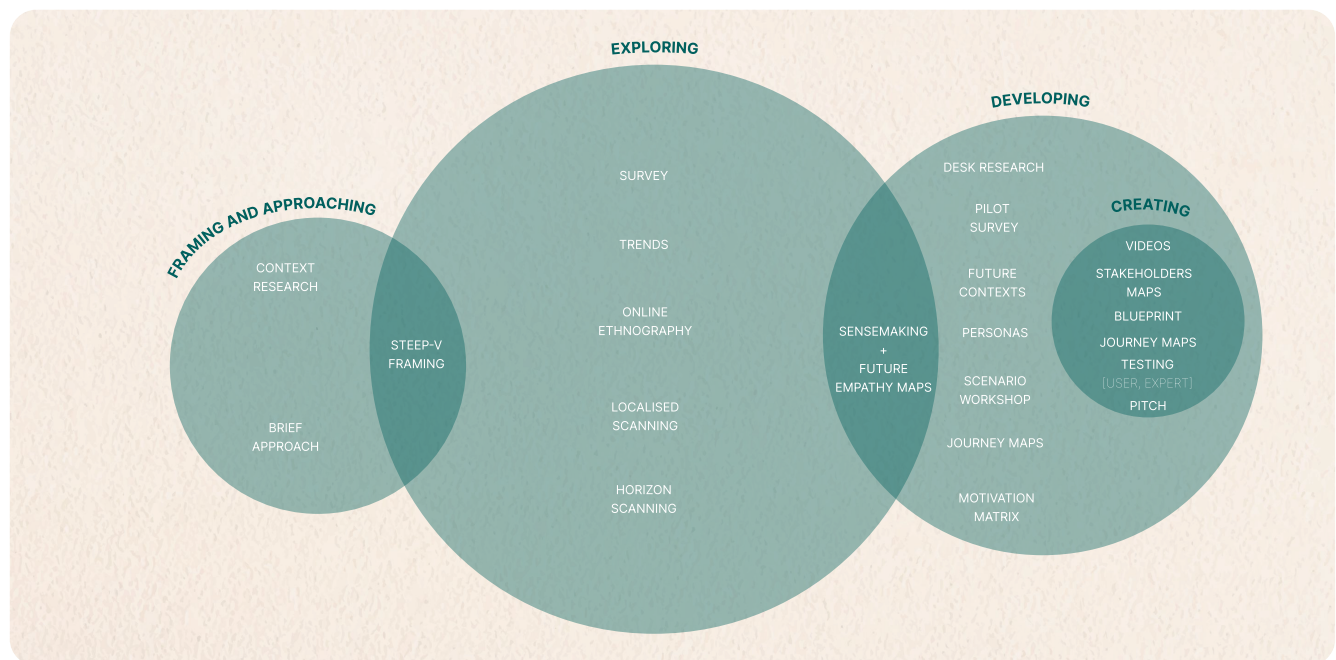 FRAMING AND APPROACHING
CONTEXT
RESEARCH
BRIEF
APPROACH
STEEP-V
FRAMING
EXPLORING
SURVEY
TRENDS
ONLINE
ETHNOGRAPHY
LOCALISED
SCANNING
HORIZON
SCANNING
SENSEMAKING
+
FUTURE
EMPATHY MAPS
DEVELOPING
DESK RESEARCH
PILOT
SURVEY
FUTURE
CONTEXTS
PERSONAS
SCENARIO
WORKSHOP
JOURNEY MAPS
MOTIVATION
MATRIX
CREATING
VIDEOS
STAKEHOLDERS
MAPS
BLUEPRINT
JOURNEY MAPS
TESTING
[USER, EXPERT]
PITCH